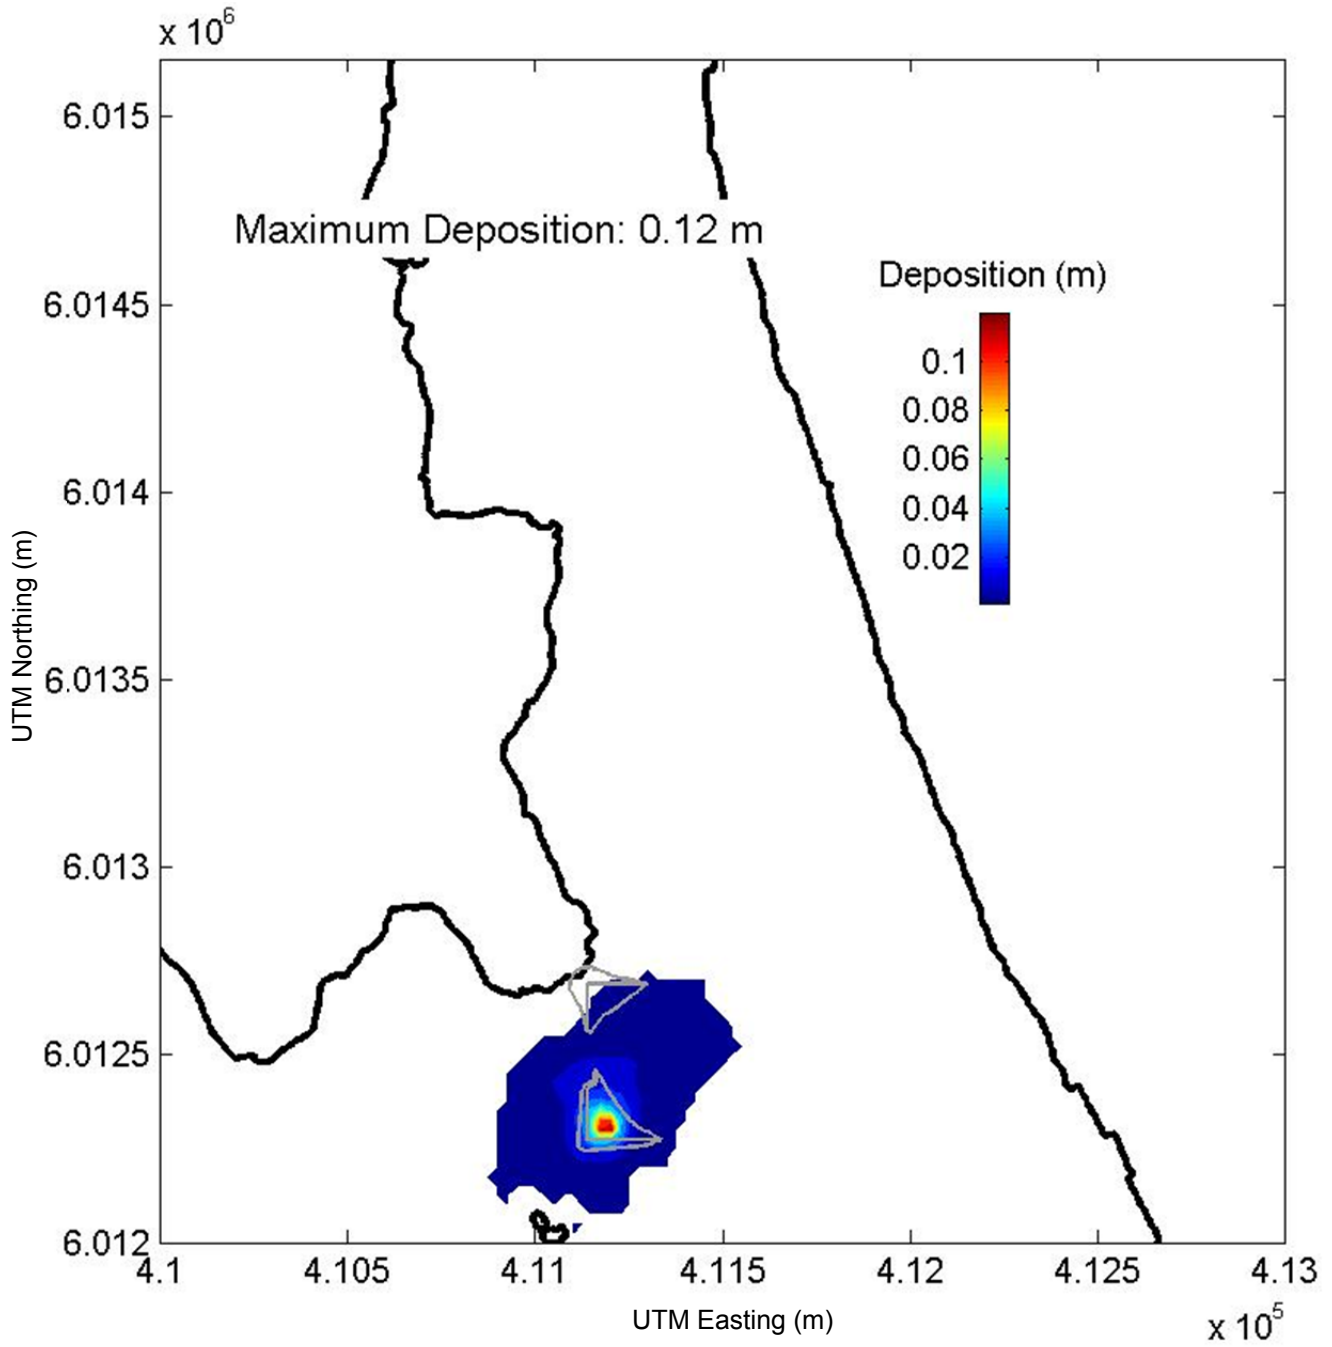 x 10^6
6.015
Maximum Deposition: 0.12 m
Deposition (m)
6.0145
0.1
0.08
0.06
0.04
0.02
6.014
UTM Northing (m)
6.0135
6.013
6.0125
6.012
4.1 4.105 4.11 4.115 4.12 4.125 4.13
UTM Easting (m)
x 10^5